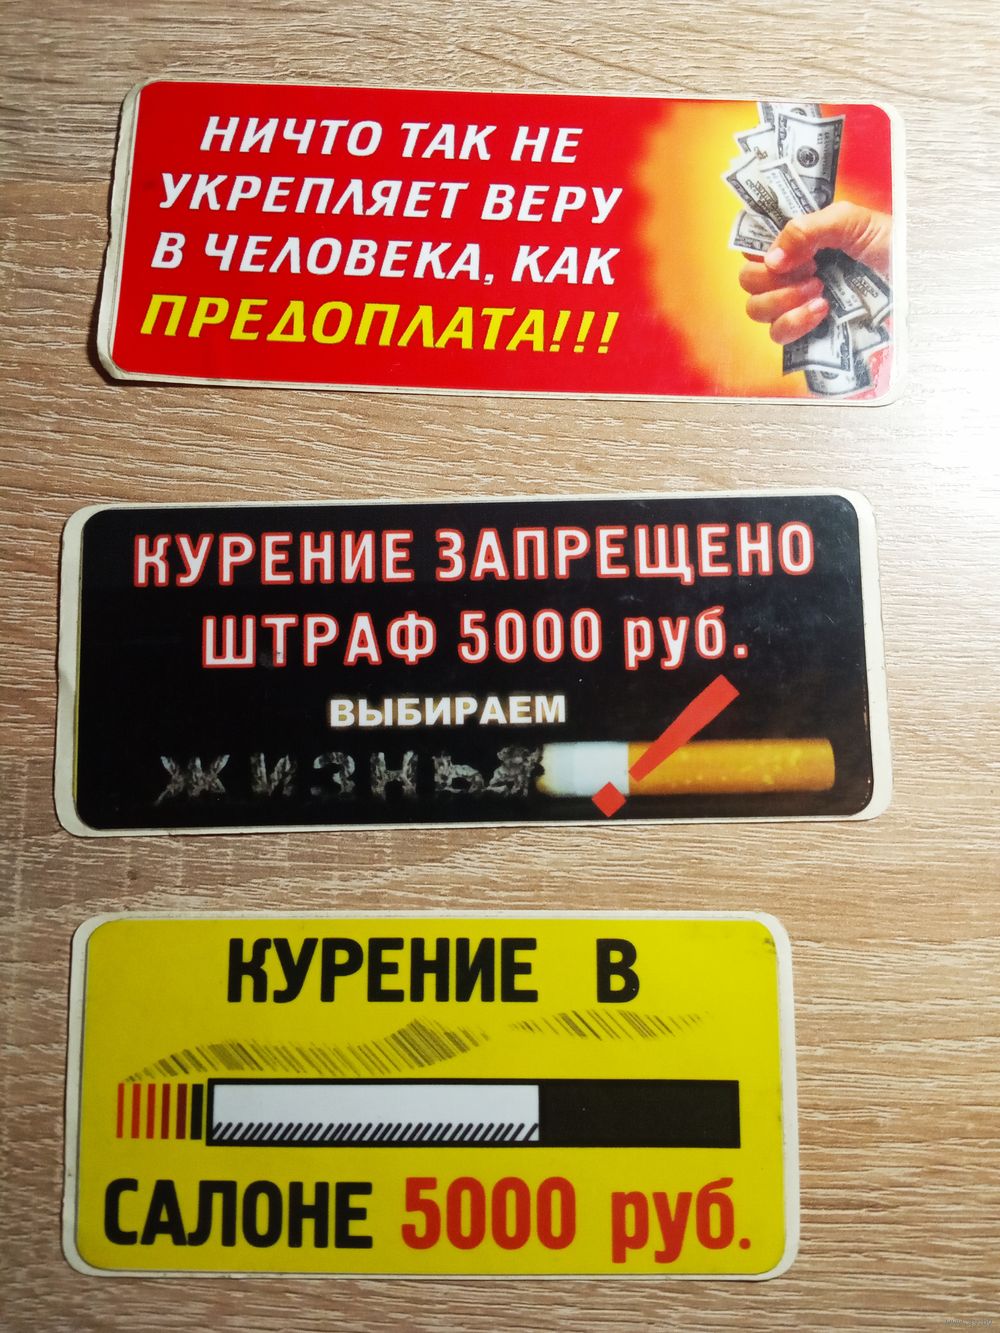 НИЧТО ТАК НЕ
УКРЕПЛЯЕТ ВЕРУ
В ЧЕЛОВЕКА, КАК
ПРЕДОПЛАТА!!!
КУРЕНИЕ ЗАПРЕЩЕНО
ШТРАФ 5000 руб.
ВЫБИРАЕМ
ЖИЗНЬ!
КУРЕНИЕ В
САЛОНЕ 5000 руб.